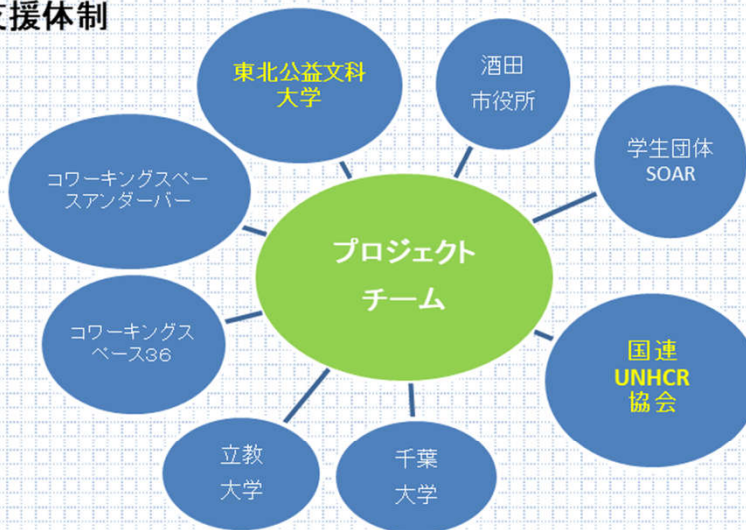 支援体制
東北公益文科
大学
酒田
市役所
学生団体
SOAR
コワーキングスペー
スアンダーバー
プロジェクト
チーム
コワーキングス
ペース36
国連
UNHCR
協会
立教
大学
千葉
大学